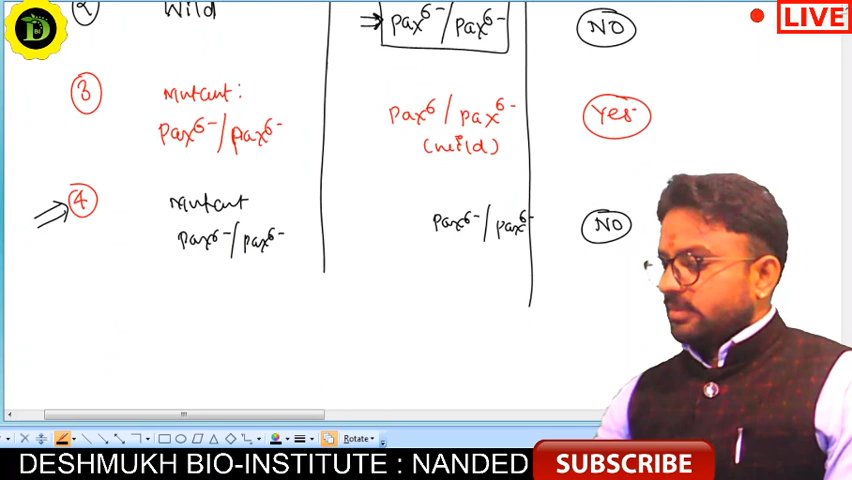 LIVE
D
2 Wild pax6-/pax6- NO
3 Mutant: pax6/pax6- Yes
pax6-/pax6- (wild)
4 Mutant pax6-/pax6- NO
pax6-/pax6-
Rotate
DESHMUKH BIO-INSTITUTE : NANDED
SUBSCRIBE